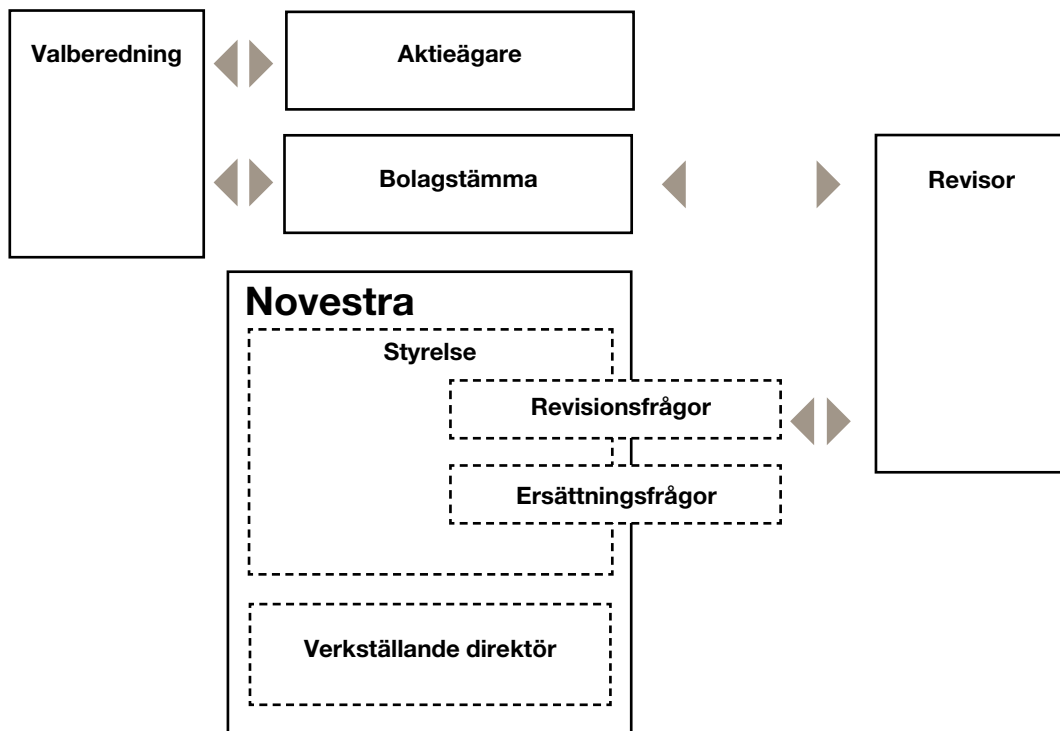 Valberedning
Aktieägare
Bolagstämma
Revisor
Novestra
Styrelse
Revisionsfrågor
Ersättningsfrågor
Verkställande direktör